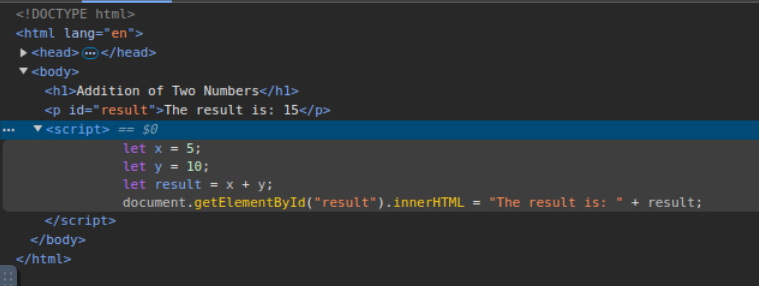 <!DOCTYPE html>
<html lang="en">
<head>…</head>
<body>
<h1>Addition of Two Numbers</h1>
<p id="result">The result is: 15</p>
<script> == $0
let x = 5;
let y = 10;
let result = x + y;
document.getElementById("result").innerHTML = "The result is: " + result;
</script>
</body>
</html>